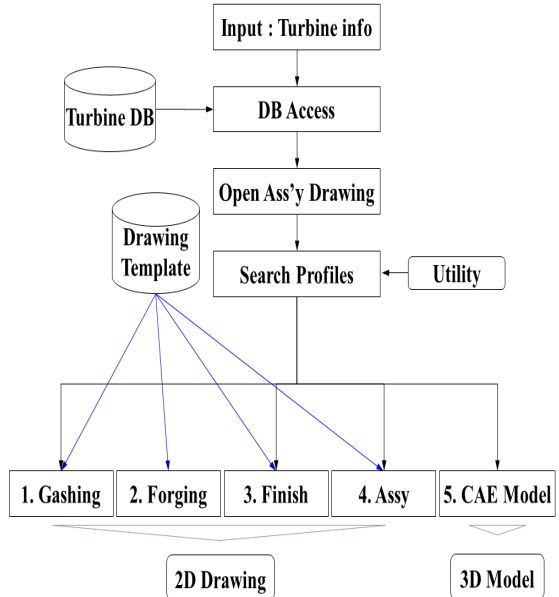 Input : Turbine info
Turbine DB
DB Access
Open Ass'y Drawing
Drawing
Template
Search Profiles
Utility
1. Gashing
2. Forging
3. Finish
4. Assy
5. CAE Model
2D Drawing
3D Model